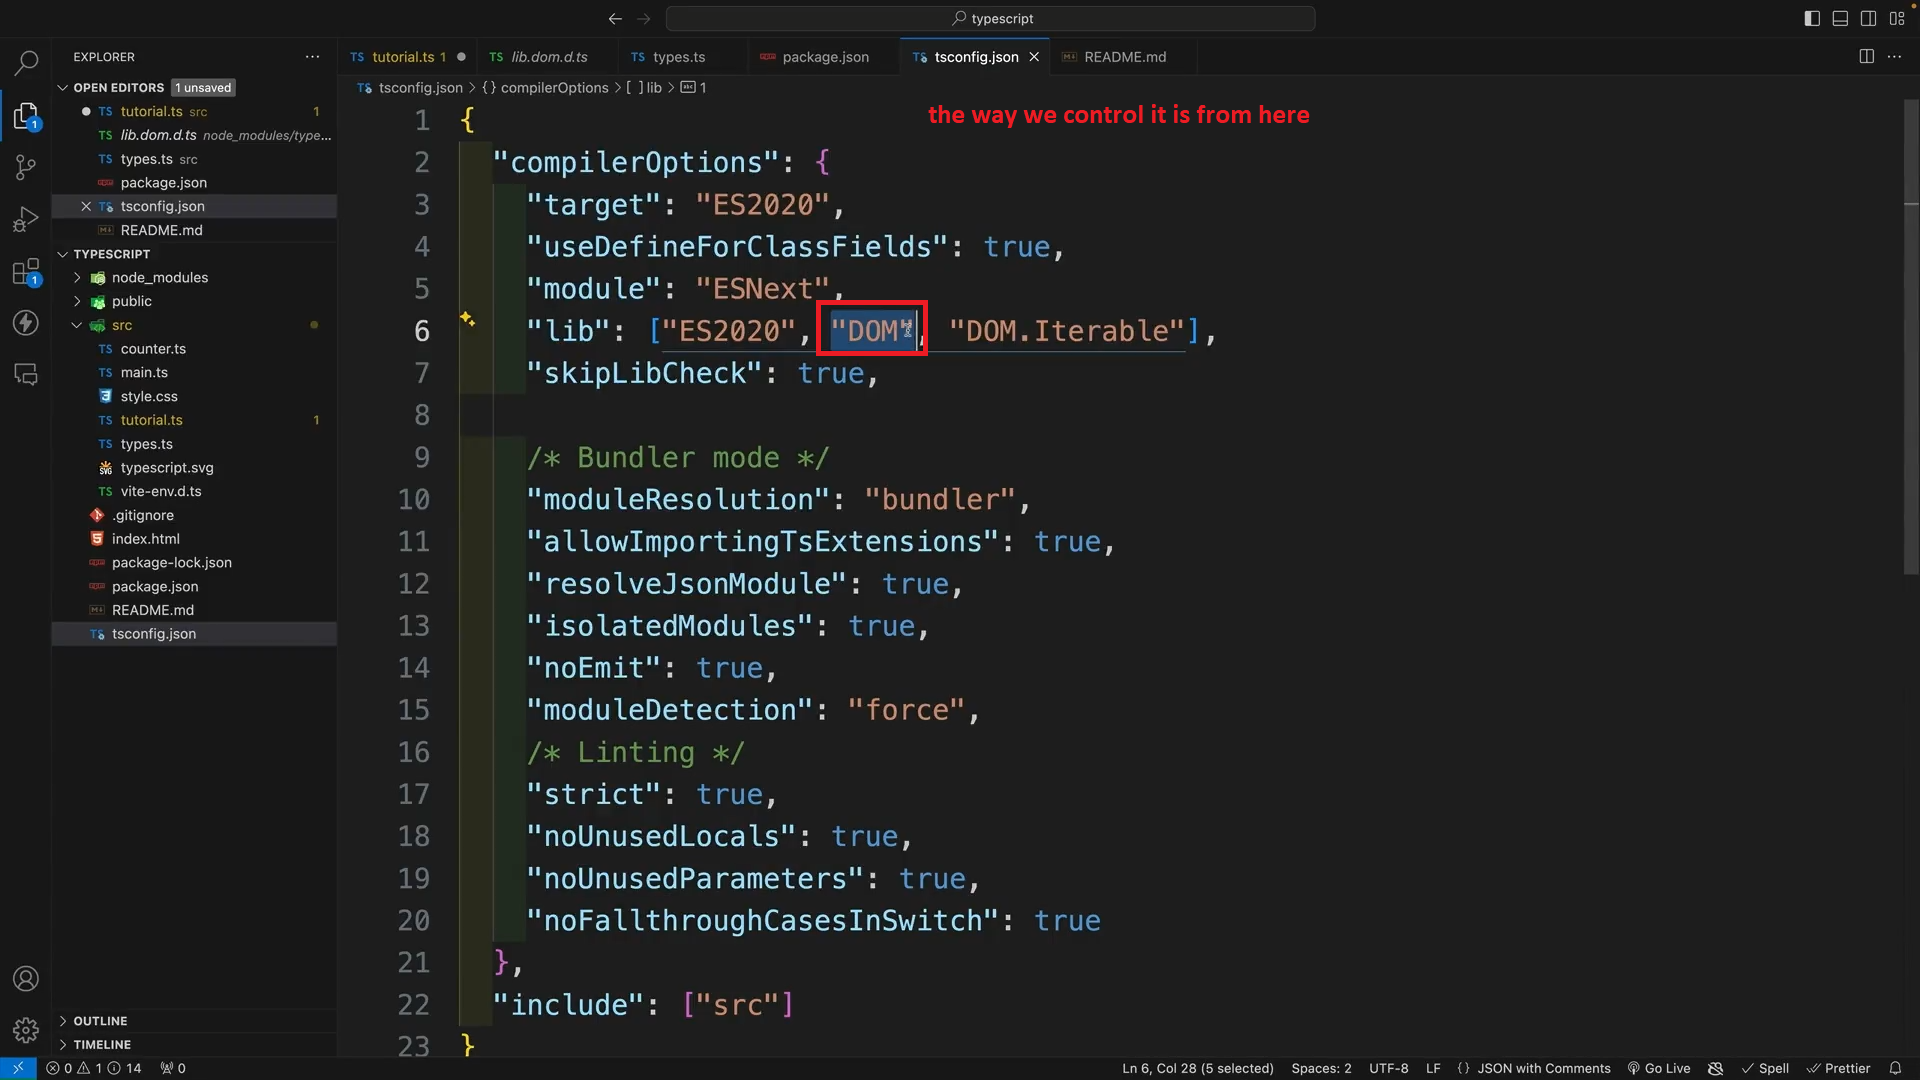 typescript
EXPLORER
OPEN EDITORS 1 unsaved
TS tutorial.ts src 1
TS lib.dom.d.ts node_modules/type...
TS types.ts src
package.json
TS tsconfig.json
README.md
TYPESCRIPT
node_modules
public
src
TS counter.ts
TS main.ts
style.css
TS tutorial.ts 1
TS types.ts
typescript.svg
TS vite-env.d.ts
.gitignore
index.html
package-lock.json
package.json
README.md
TS tsconfig.json
OUTLINE
TIMELINE
1
1
TS tutorial.ts 1
TS lib.dom.d.ts
TS types.ts
package.json
TS tsconfig.json
README.md
TS tsconfig.json > {} compilerOptions > [ ] lib > 1
the way we control it is from here
1 {
2 "compilerOptions": {
3 "target": "ES2020",
4 "useDefineForClassFields": true,
5 "module": "ESNext",
6 "lib": ["ES2020", "DOM", "DOM.Iterable"],
7 "skipLibCheck": true,
8
9 /* Bundler mode */
10 "moduleResolution": "bundler",
11 "allowImportingTsExtensions": true,
12 "resolveJsonModule": true,
13 "isolatedModules": true,
14 "noEmit": true,
15 "moduleDetection": "force",
16 /* Linting */
17 "strict": true,
18 "noUnusedLocals": true,
19 "noUnusedParameters": true,
20 "noFallthroughCasesInSwitch": true
21 },
22 "include": ["src"]
23 }
0 1 14 0
Ln 6, Col 28 (5 selected) Spaces: 2 UTF-8 LF {} JSON with Comments Go Live Spell Prettier